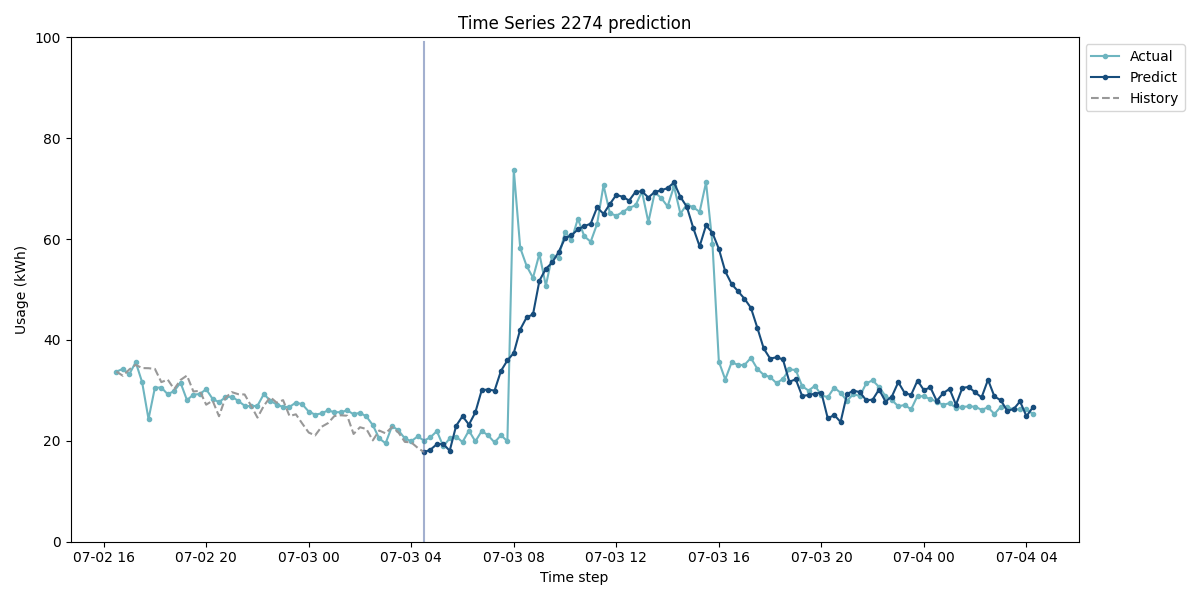 Time Series 2274 prediction
100
80
60
40
20
0
Usage (kWh)
07-02 16
07-02 20
07-03 00
07-03 04
07-03 08
07-03 12
07-03 16
07-03 20
07-04 00
07-04 04
Time step
Actual
Predict
History